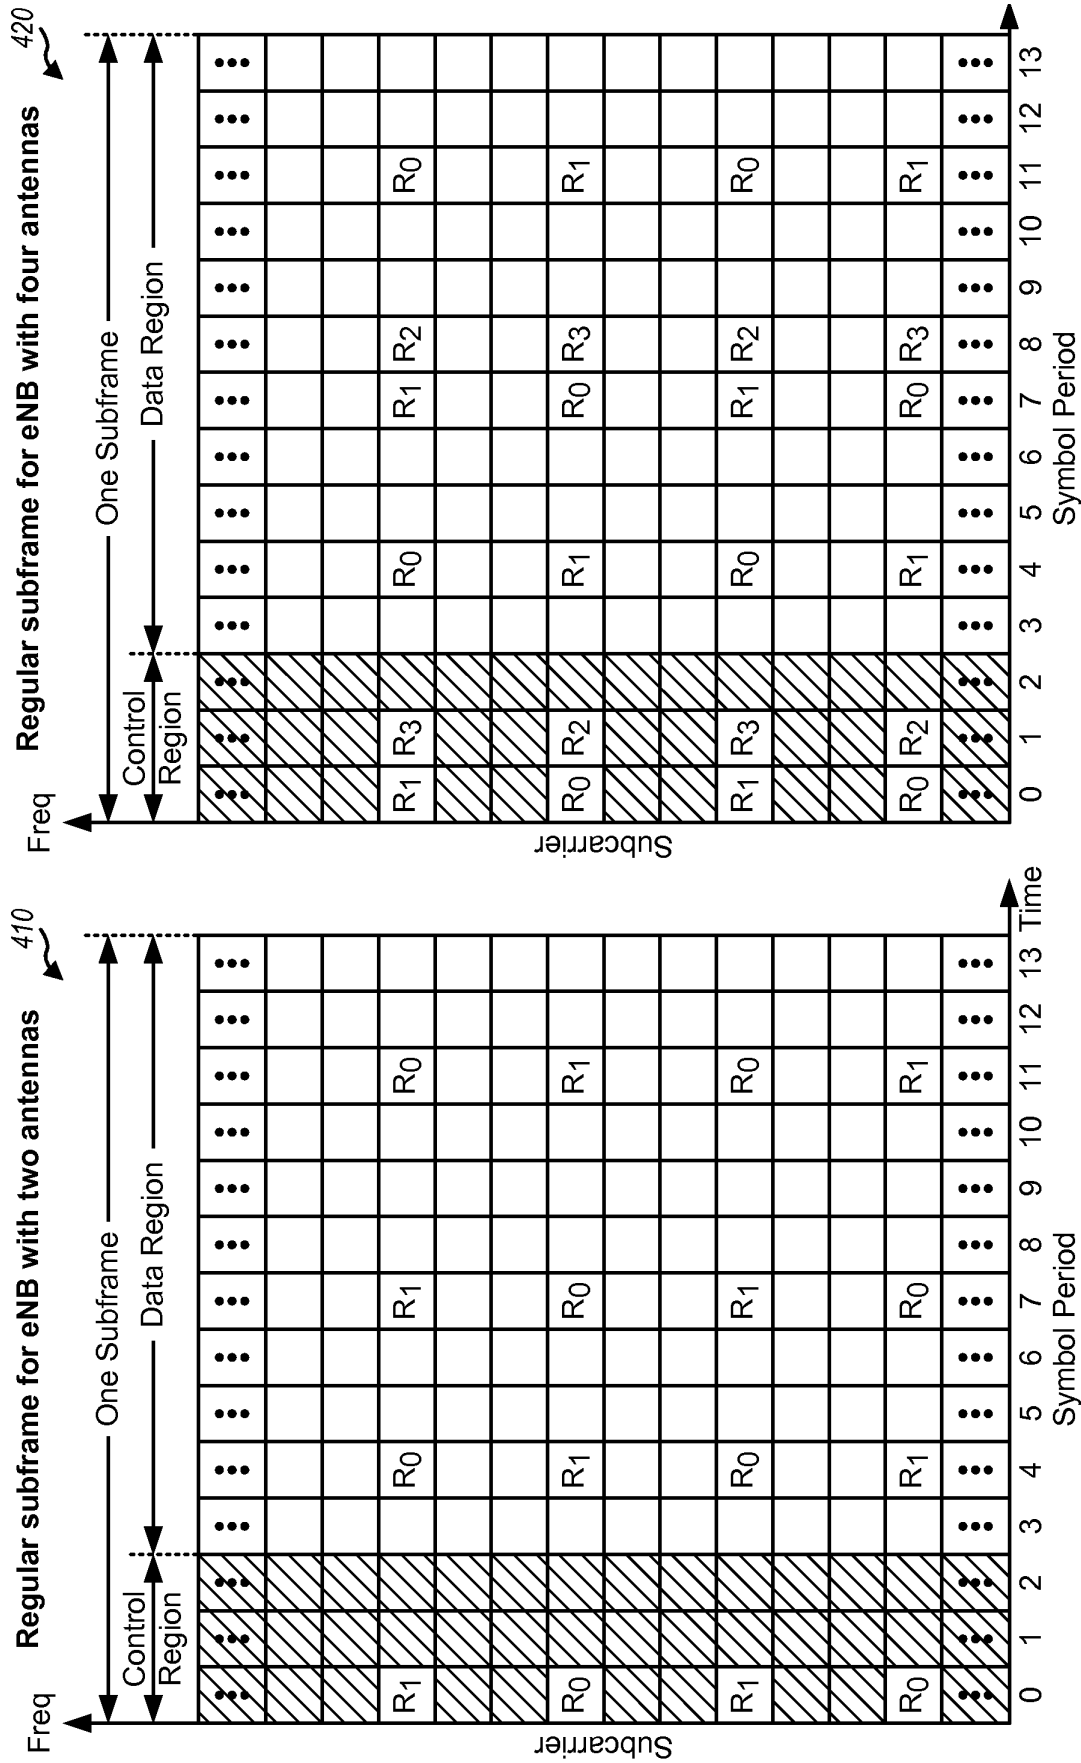 Regular subframe for eNB with two antennas
410
Freq
One Subframe
Control
Region
Data Region
Subcarrier
••• ••• ••• ••• ••• ••• ••• ••• ••• ••• ••• ••• ••• •••
R1 R0 R1 R0
R0 R1 R0 R1
R1 R0 R1 R0
R0 R1 R0 R1
••• ••• ••• ••• ••• ••• ••• ••• ••• ••• ••• ••• ••• •••
0 1 2 3 4 5 6 7 8 9 10 11 12 13
Time
Symbol Period
Regular subframe for eNB with four antennas
420
Freq
One Subframe
Control
Region
Data Region
Subcarrier
••• ••• ••• ••• ••• ••• ••• ••• ••• ••• ••• ••• ••• •••
R1 R3 R0 R1 R2 R0
R0 R2 R1 R0 R3 R1
R1 R3 R0 R1 R2 R0
R0 R2 R1 R0 R3 R1
••• ••• ••• ••• ••• ••• ••• ••• ••• ••• ••• ••• ••• •••
0 1 2 3 4 5 6 7 8 9 10 11 12 13
Symbol Period